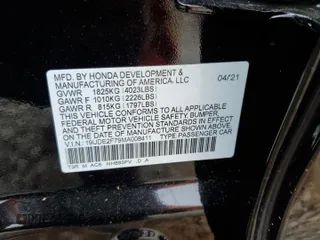 MFD. BY HONDA DEVELOPMENT &
MANUFACTURING OF AMERICA, LLC 04/21
GVWR 1825KG (4023LBS)
GAWR F 1010KG (2226LBS)
GAWR R 815KG (1797LBS)
THIS VEHICLE CONFORMS TO ALL APPLICABLE
FEDERAL MOTOR VEHICLE SAFETY, BUMPER, AND
THEFT PREVENTION STANDARDS IN EFFECT ON THE
DATE OF MANUFACTURE SHOWN ABOVE.
V.I.N.: 19UDE2F79MA008411 TYPE: PASSENGER CAR